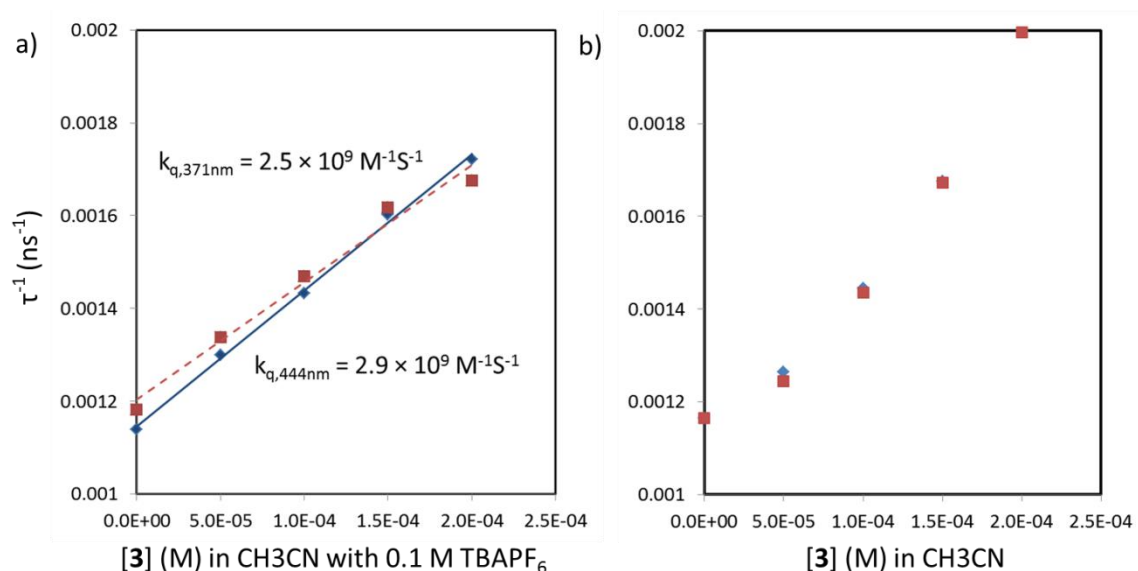 a)
0.002
0.0018
0.0016
0.0014
0.0012
0.001
τ⁻¹ (ns⁻¹)
k_q,371nm = 2.5 × 10⁹ M⁻¹S⁻¹
k_q,444nm = 2.9 × 10⁹ M⁻¹S⁻¹
0.0E+00 5.0E-05 1.0E-04 1.5E-04 2.0E-04 2.5E-04
[3] (M) in CH3CN with 0.1 M TBAPF₆
b)
0.002
0.0018
0.0016
0.0014
0.0012
0.001
0.0E+00 5.0E-05 1.0E-04 1.5E-04 2.0E-04 2.5E-04
[3] (M) in CH3CN